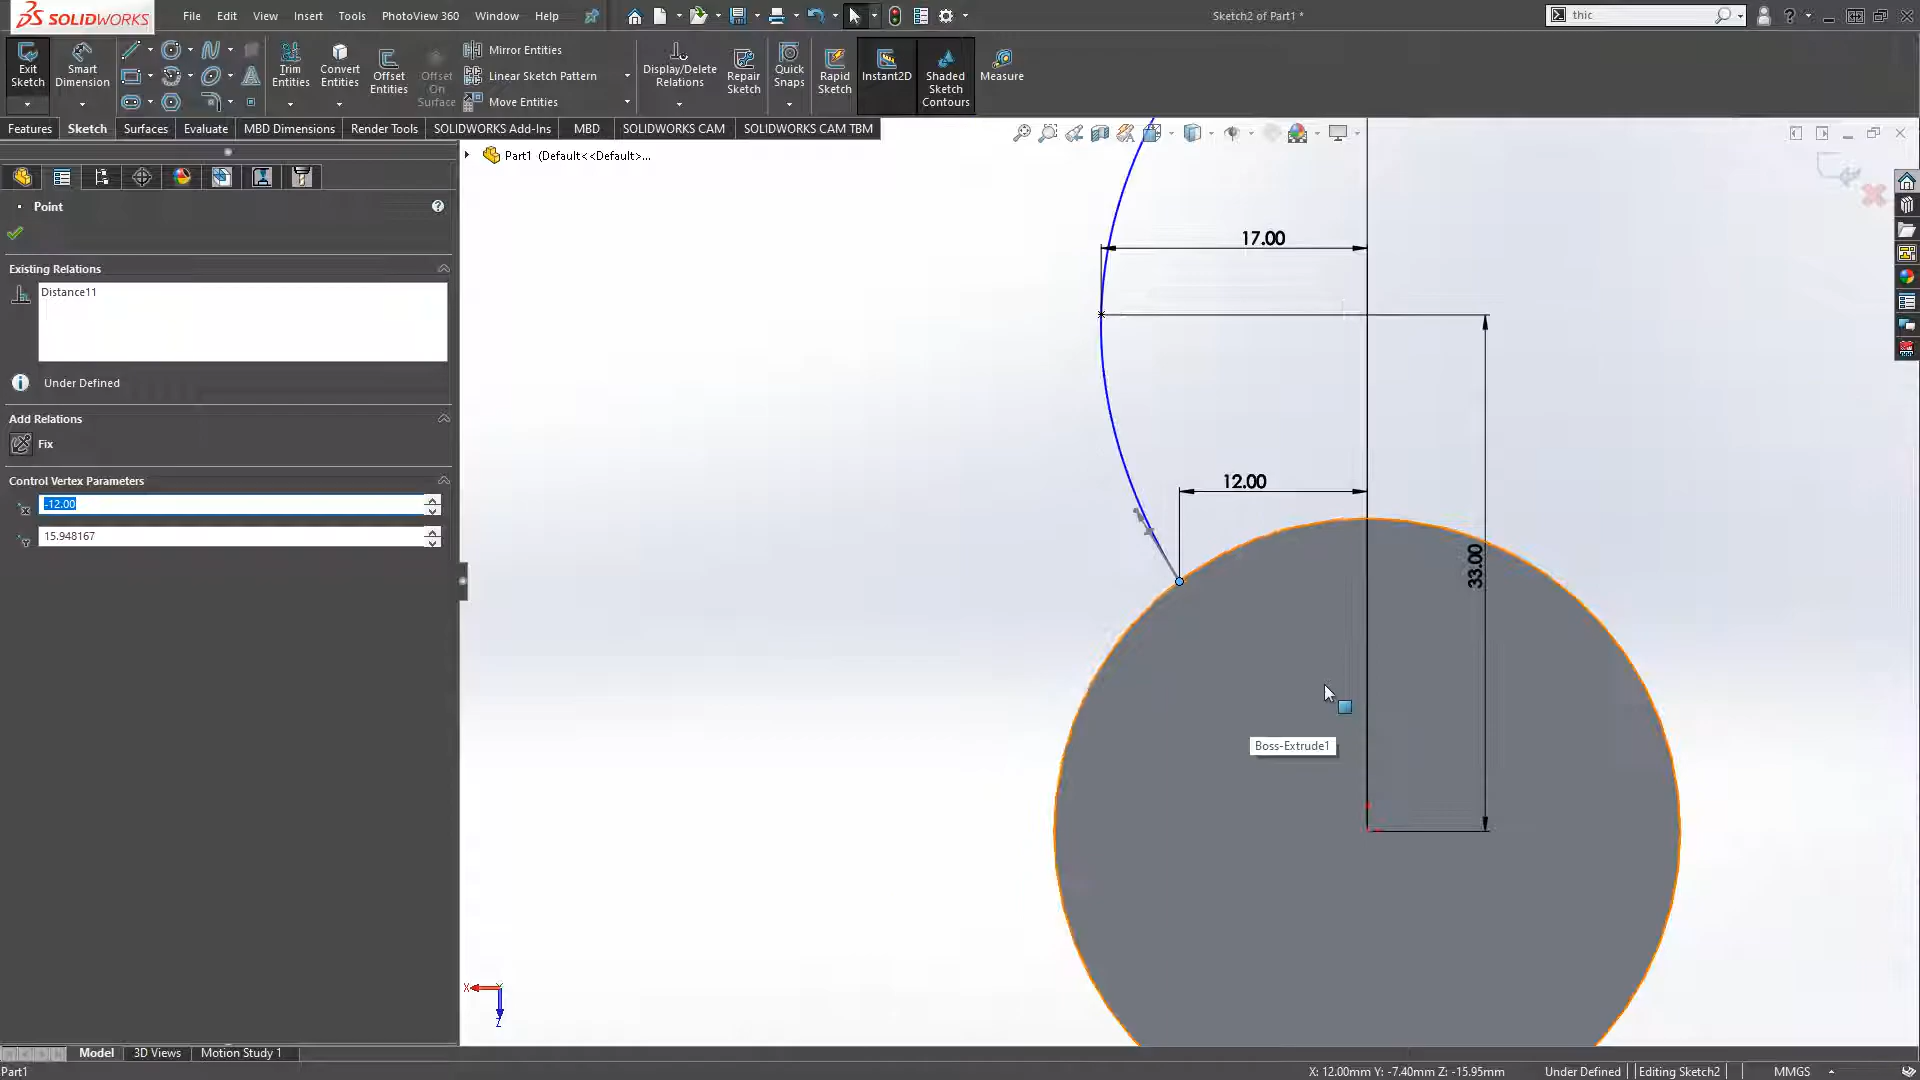 SOLIDWORKS
File Edit View Insert Tools PhotoView 360 Window Help
Sketch2 of Part1 *
thic
Exit Sketch
Smart Dimension
Trim Entities
Convert Entities
Offset Entities
Offset On Surface
Mirror Entities
Linear Sketch Pattern
Move Entities
Display/Delete Relations
Repair Sketch
Quick Snaps
Rapid Sketch
Instant2D
Shaded Sketch Contours
Measure
Features Sketch Surfaces Evaluate MBD Dimensions Render Tools SOLIDWORKS Add-Ins MBD SOLIDWORKS CAM SOLIDWORKS CAM TBM
Part1 (Default<<Default>...
Point
Existing Relations
Distance11
Under Defined
Add Relations
Fix
Control Vertex Parameters
-12.00
15.948167
17.00
12.00
33.00
Boss-Extrude1
X
Z
Model 3D Views Motion Study 1
Part1
X: 12.00mm Y: -7.40mm Z: -15.95mm Under Defined Editing Sketch2 MMGS